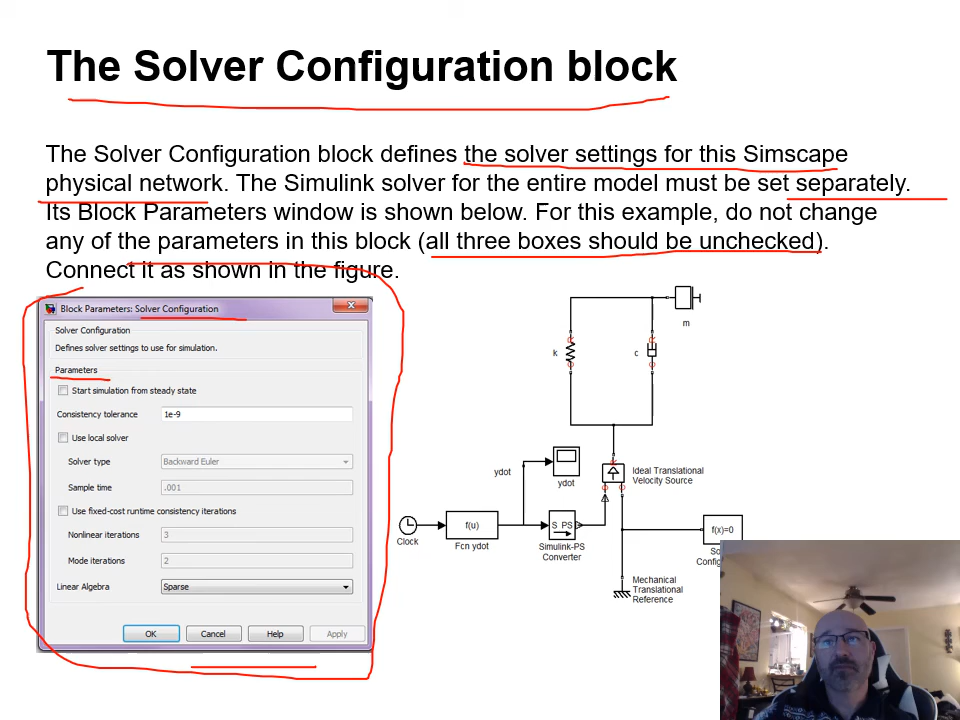 The Solver Configuration block
The Solver Configuration block defines the solver settings for this Simscape
physical network. The Simulink solver for the entire model must be set separately.
Its Block Parameters window is shown below. For this example, do not change
any of the parameters in this block (all three boxes should be unchecked).
Connect it as shown in the figure.
Block Parameters: Solver Configuration
Solver Configuration
Defines solver settings to use for simulation.
Parameters
Start simulation from steady state
Consistency tolerance 1e-9
Use local solver
Solver type Backward Euler
Sample time .001
Use fixed-cost runtime consistency iterations
Nonlinear iterations 3
Mode iterations 2
Linear Algebra Sparse
OK Cancel Help Apply
m
k
c
ydot
ydot
Ideal Translational
Velocity Source
Clock
f(u)
Fcn ydot
S PS
Simulink-PS
Converter
f(x)=0
Mechanical
Translational
Reference